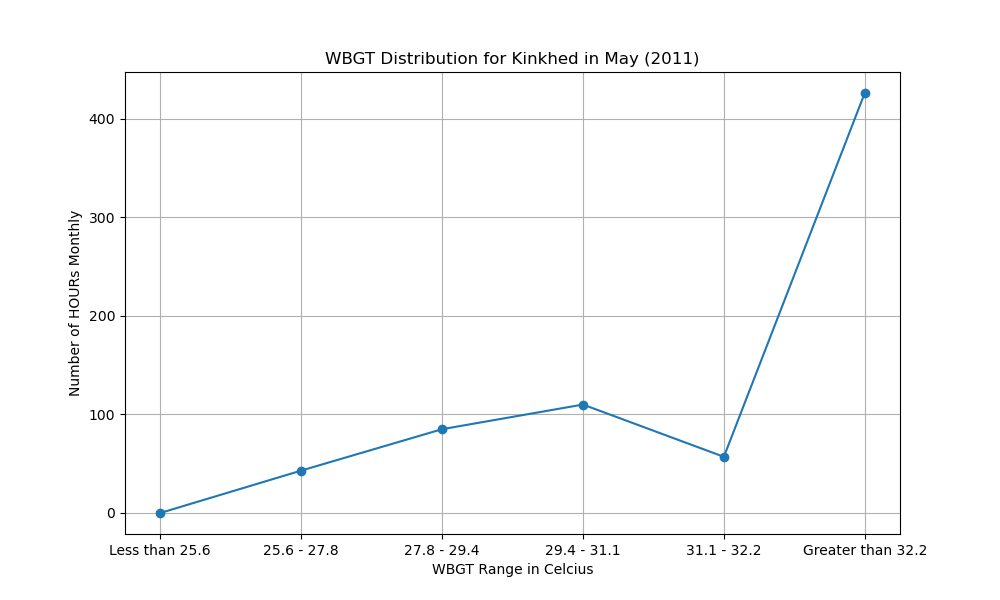 WBGT Distribution for Kinkhed in May (2011)
Number of HOURs Monthly
400
300
200
100
0
Less than 25.6
25.6 - 27.8
27.8 - 29.4
29.4 - 31.1
31.1 - 32.2
Greater than 32.2
WBGT Range in Celcius